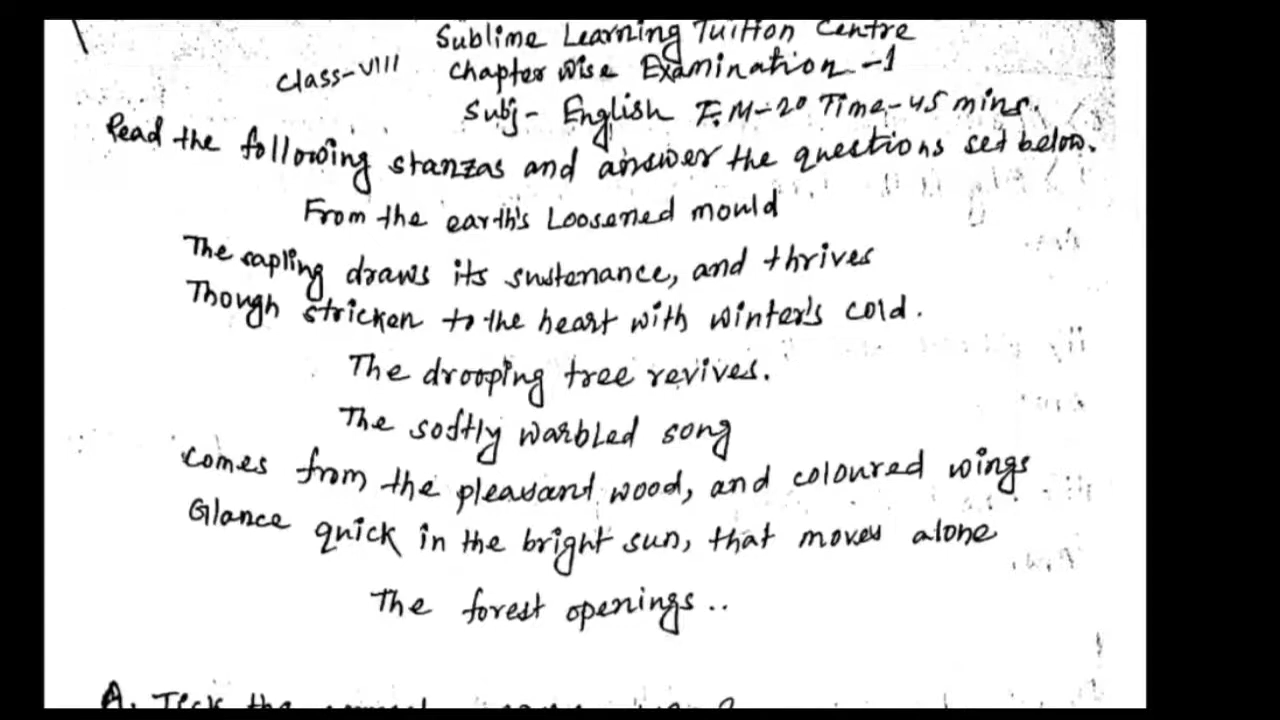 Sublime Learning Tuition Centre
Class-VIII Chapter wise Examination -1
Subj- English F.M-20 Time-45 mins.
Read the following stanzas and answer the questions set below.
From the earth's Loosened mould
The sapling draws its sustenance, and thrives
Though stricken to the heart with winter's cold.
The drooping tree revives.
The softly warbled song
comes from the pleasant wood, and coloured wings
Glance quick in the bright sun, that moves alone
The forest openings..
A. Tick the